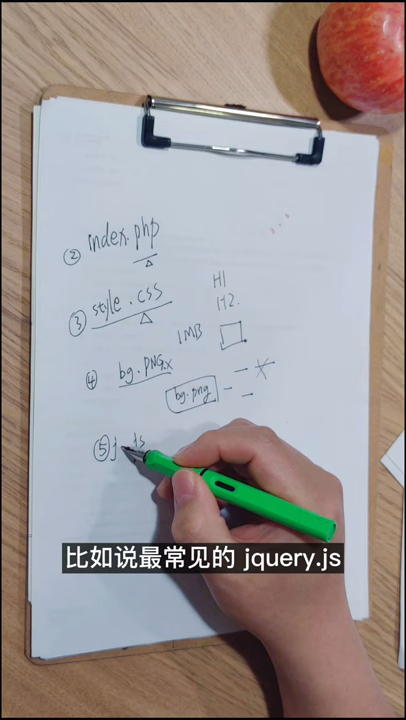 ② index.php
③ style.css
H1
H2.
1MB
④ bg.PNG.x
bg.png
⑤ j js
比如说最常见的 jquery.js